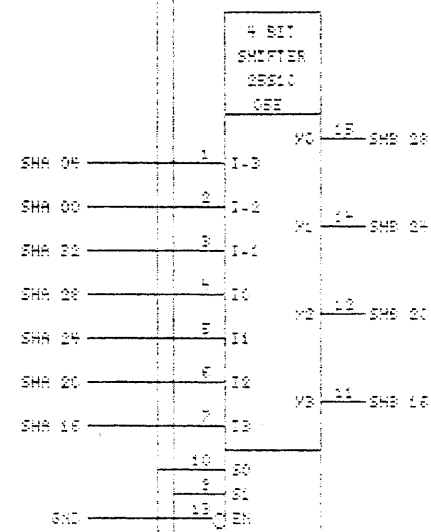 4 BIT
SHIFTER
25S10
Y0 15 SHB 28
SHA 04 1 I-3
SHA 00 2 I-2
Y1 14 SHB 24
SHA 32 3 I-1
SHA 28 4 I0
Y2 12 SHB 20
SHA 24 5 I1
SHA 20 6 I2
Y3 11 SHB 16
SHA 16 7 I3
10 S0
9 S1
GND 13 EN